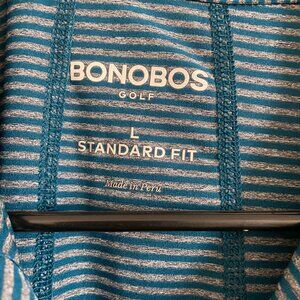 BONOBOS
GOLF
L
STANDARD FIT
Made in Peru